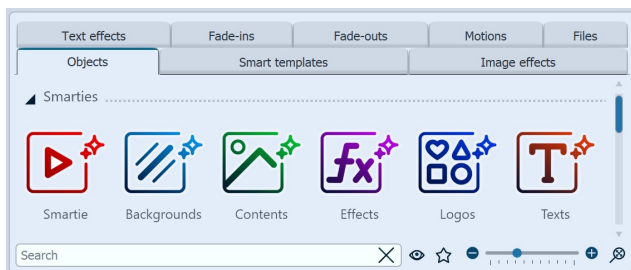 Text effects Fade-ins Fade-outs Motions Files
Objects Smart templates Image effects
Smarties
fx T
Smartie Backgrounds Contents Effects Logos Texts
Search